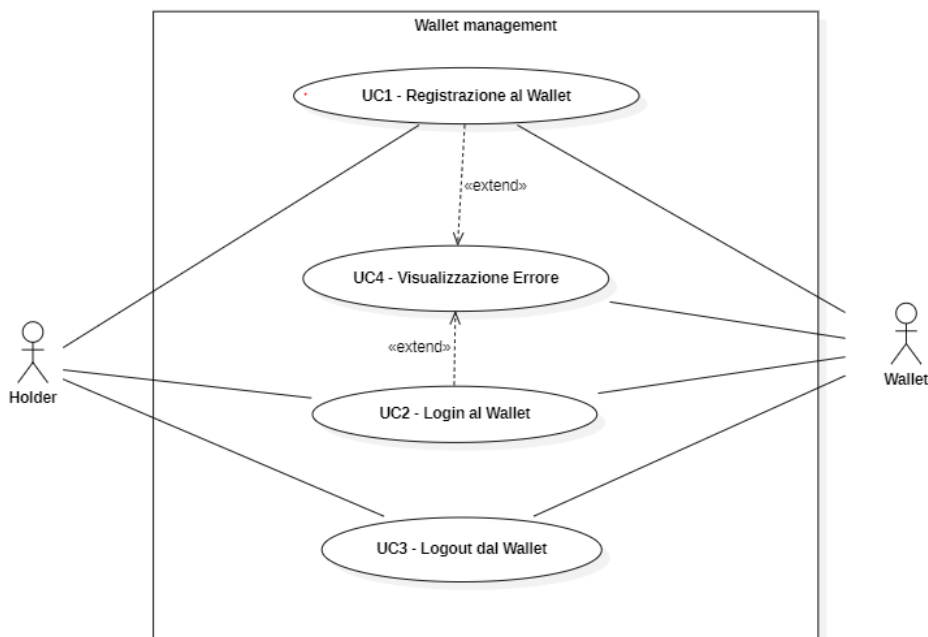 Wallet management
UC1 - Registrazione al Wallet
«extend»
UC4 - Visualizzazione Errore
«extend»
Holder
Wallet
UC2 - Login al Wallet
UC3 - Logout dal Wallet